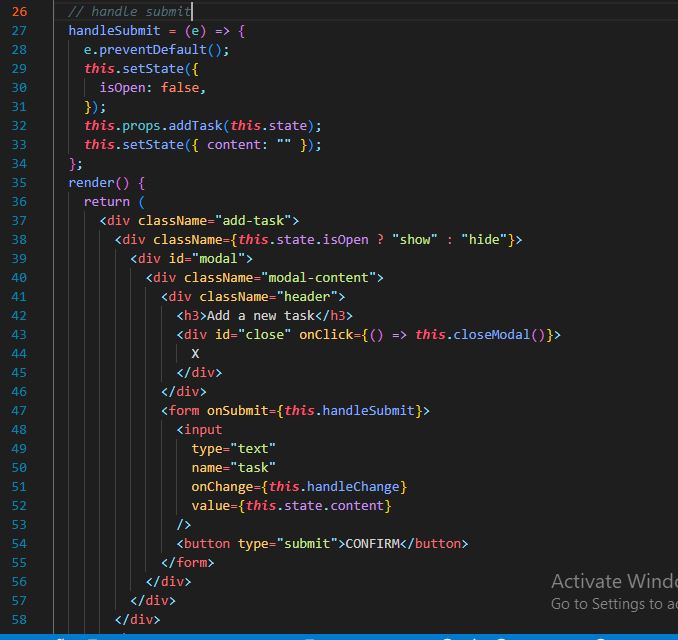 26 // handle submit
27 handleSubmit = (e) => {
28 e.preventDefault();
29 this.setState({
30 isOpen: false,
31 });
32 this.props.addTask(this.state);
33 this.setState({ content: "" });
34 };
35 render() {
36 return (
37 <div className="add-task">
38 <div className={this.state.isOpen ? "show" : "hide"}>
39 <div id="modal">
40 <div className="modal-content">
41 <div className="header">
42 <h3>Add a new task</h3>
43 <div id="close" onClick={() => this.closeModal()}>
44 X
45 </div>
46 </div>
47 <form onSubmit={this.handleSubmit}>
48 <input
49 type="text"
50 name="task"
51 onChange={this.handleChange}
52 value={this.state.content}
53 />
54 <button type="submit">CONFIRM</button>
55 </form>
56 </div>
57 </div>
58 </div>
Activate Windo
Go to Settings to ac